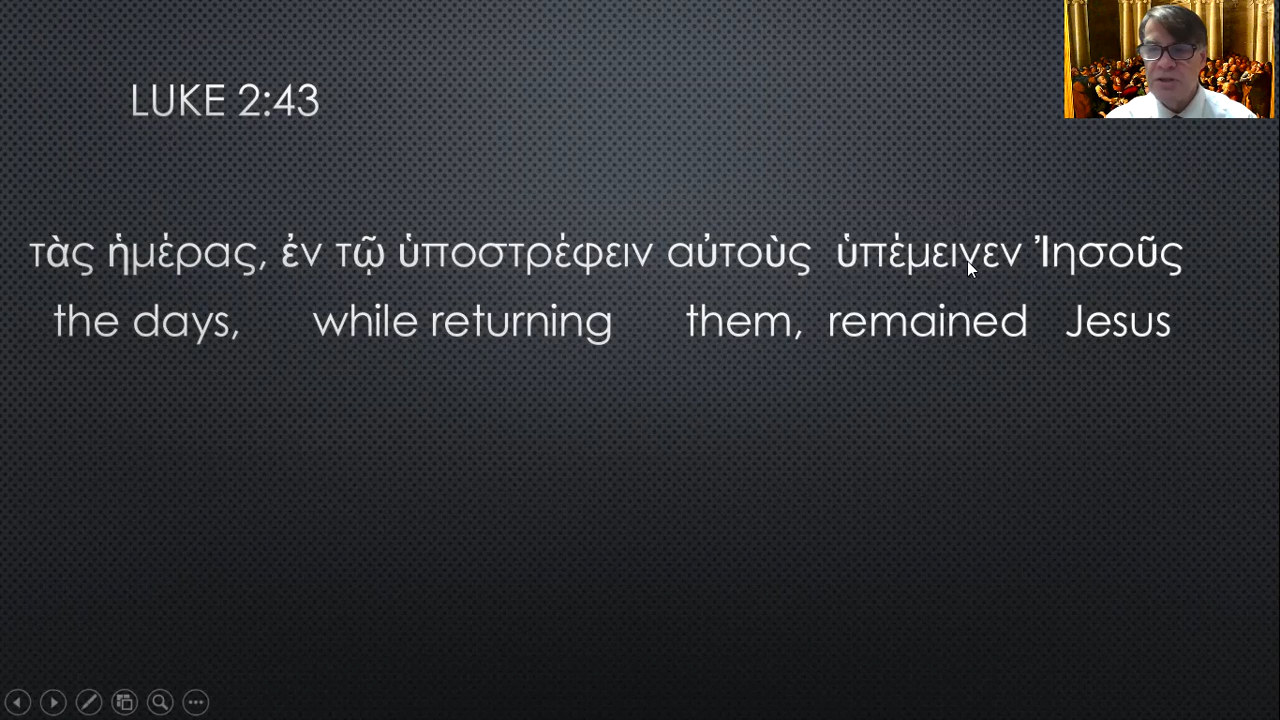 LUKE 2:43
τὰς ἡμέρας, ἐν τῷ ὑποστρέφειν αὐτοὺς ὑπέμεινεν Ἰησοῦς
the days, while returning them, remained Jesus